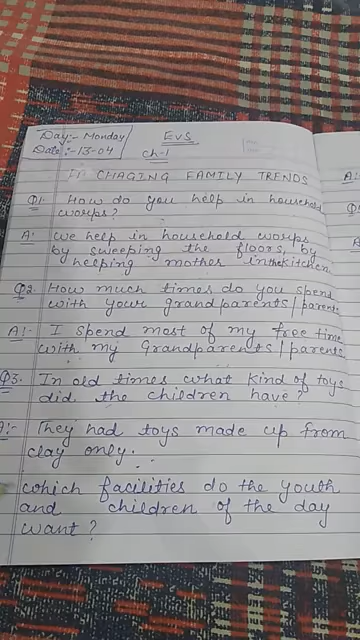 Day:- Monday
Date:-13-04
EVS
Ch-1
1: CHAGING FAMILY TRENDS
Q1. How do you help in household
worps?
A: we help in household worps
by sweeping the floors, by
helping mother in the kitchen
Q2. How much times do you spend
with your grandparents/parents
A:- I spend most of my free time
with my Grandparents/parents
Q3. In old times what kind of toys
did the children have?
A:- They had toys made up from
clay only.
which facilities do the youth
and children of the day
want?